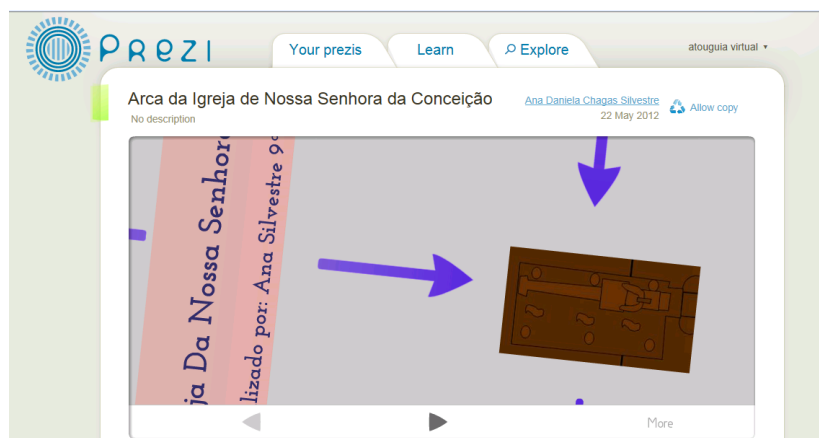 PREZI
Your prezis
Learn
Explore
atouguia virtual
Arca da Igreja de Nossa Senhora da Conceição
Ana Daniela Chagas Silvestre
Allow copy
No description
22 May 2012
ja Da Nossa Senhor
lizado por: Ana Silvestre 9º
More